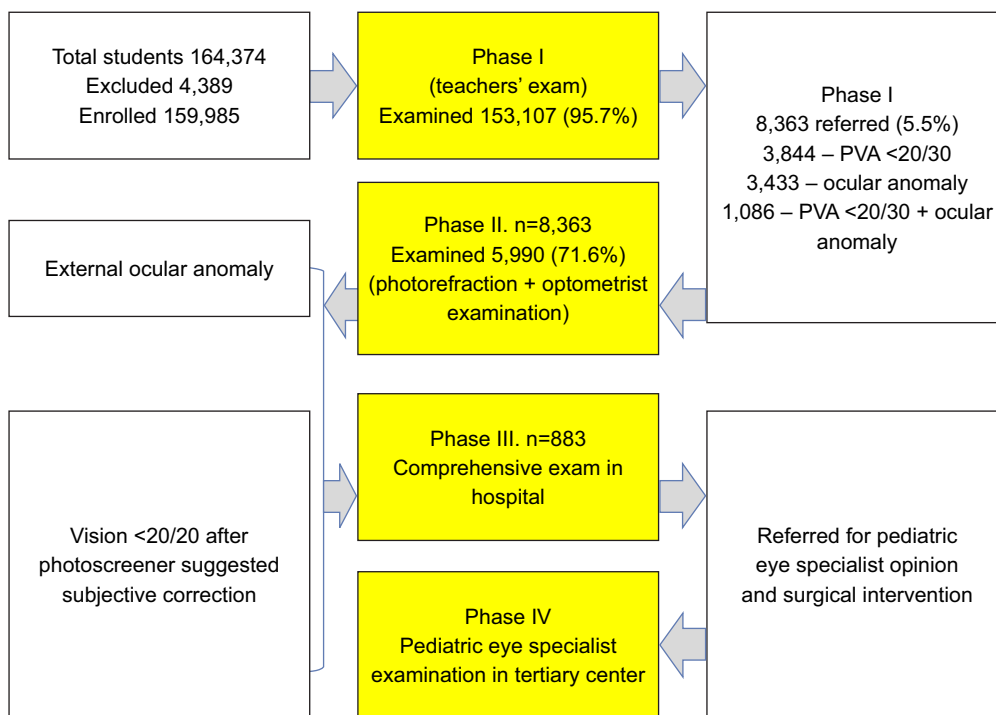 Total students 164,374
Excluded 4,389
Enrolled 159,985
Phase I
(teachers’ exam)
Examined 153,107 (95.7%)
Phase I
8,363 referred (5.5%)
3,844 – PVA <20/30
3,433 – ocular anomaly
1,086 – PVA <20/30 + ocular
anomaly
Phase II. n=8,363
Examined 5,990 (71.6%)
(photorefraction + optometrist
examination)
External ocular anomaly
Vision <20/20 after
photoscreener suggested
subjective correction
Phase III. n=883
Comprehensive exam in
hospital
Referred for pediatric
eye specialist opinion
and surgical intervention
Phase IV
Pediatric eye specialist
examination in tertiary center